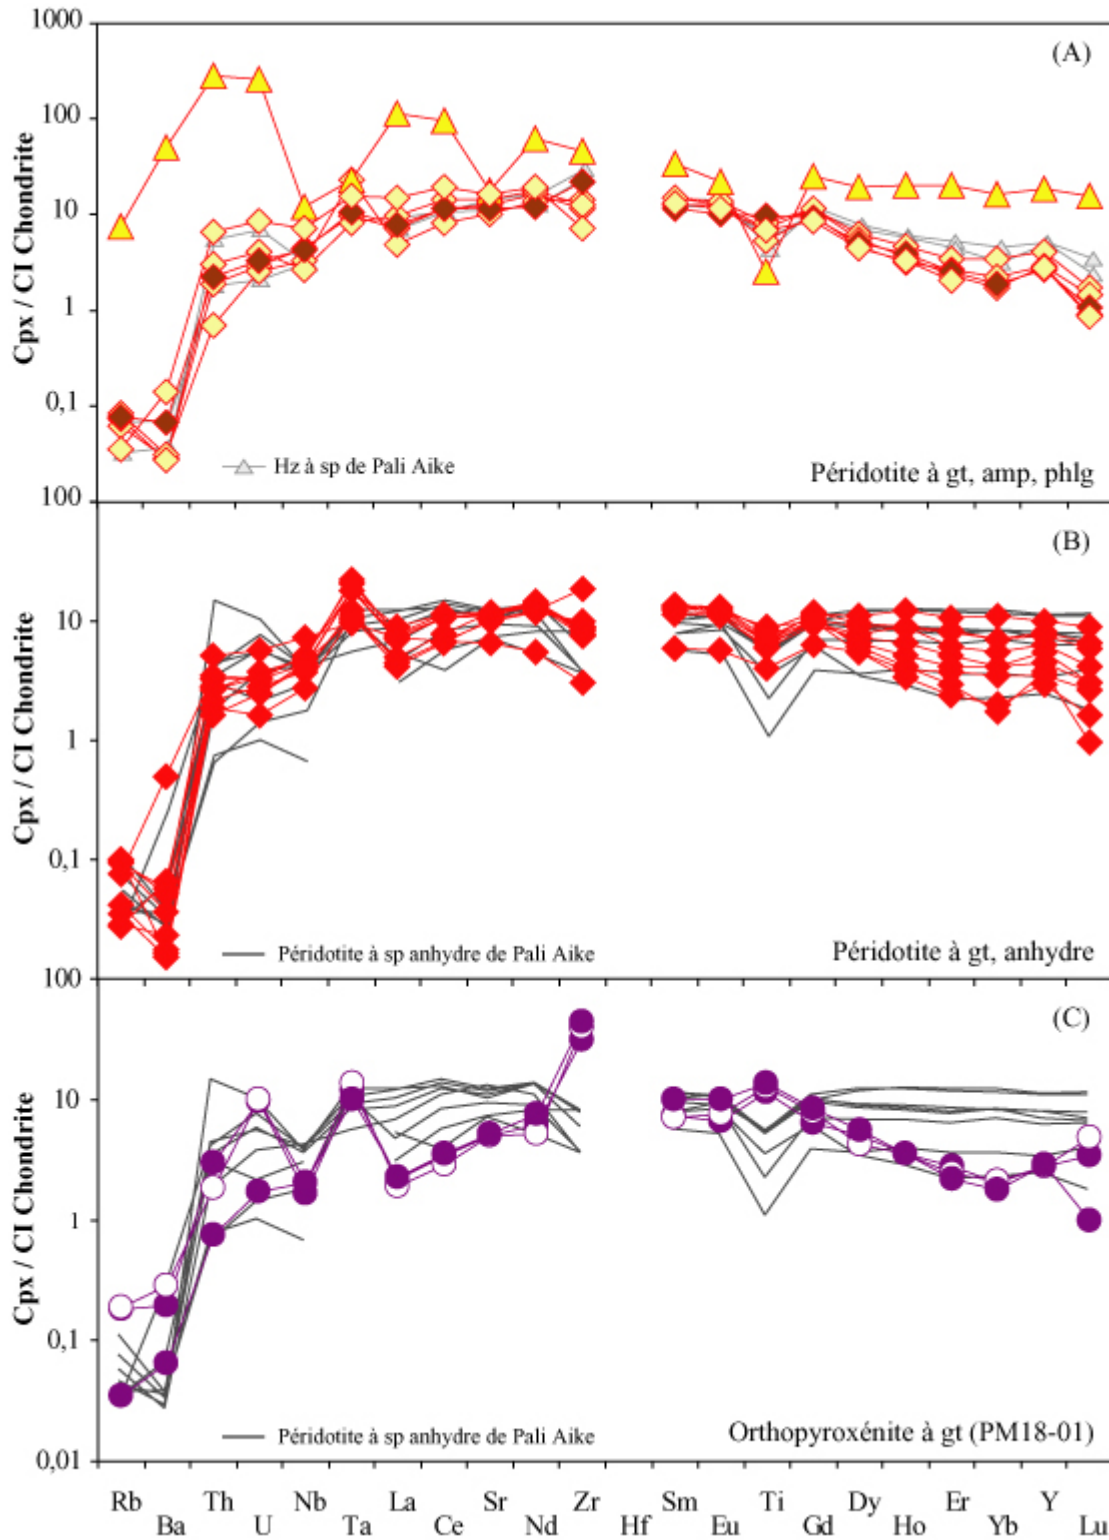 1000
(A)
100
Cpx / CI Chondrite
10
1
0,1
Hz à sp de Pali Aike
Péridotite à gt, amp, phlg
100
(B)
10
Cpx / CI Chondrite
1
0,1
Péridotite à sp anhydre de Pali Aike
Péridotite à gt, anhydre
100
(C)
10
Cpx / CI Chondrite
1
0,1
Péridotite à sp anhydre de Pali Aike
Orthopyroxénite à gt (PM18-01)
0,01
Rb Th Nb La Sr Zr Sm Ti Dy Er Y
Ba U Ta Ce Nd Hf Eu Gd Ho Yb Lu